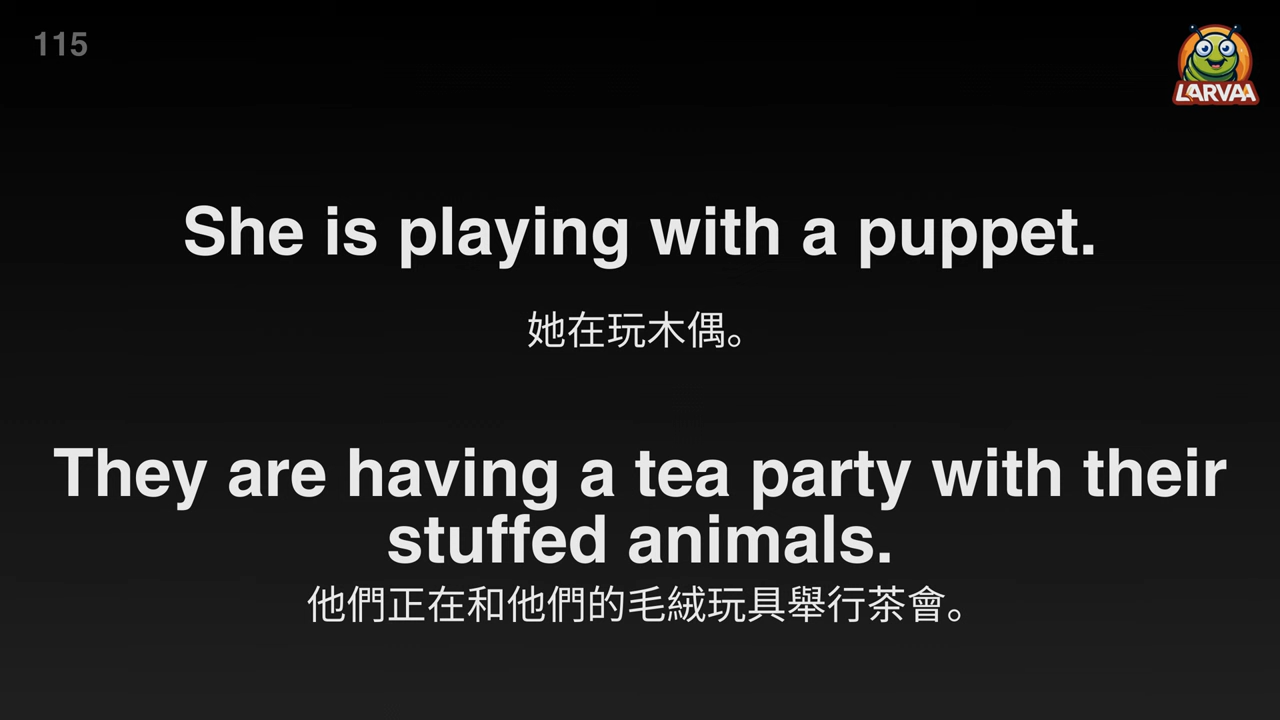 115
LARVAA
She is playing with a puppet.
她在玩木偶。
They are having a tea party with their
stuffed animals.
他們正在和他們的毛絨玩具舉行茶會。